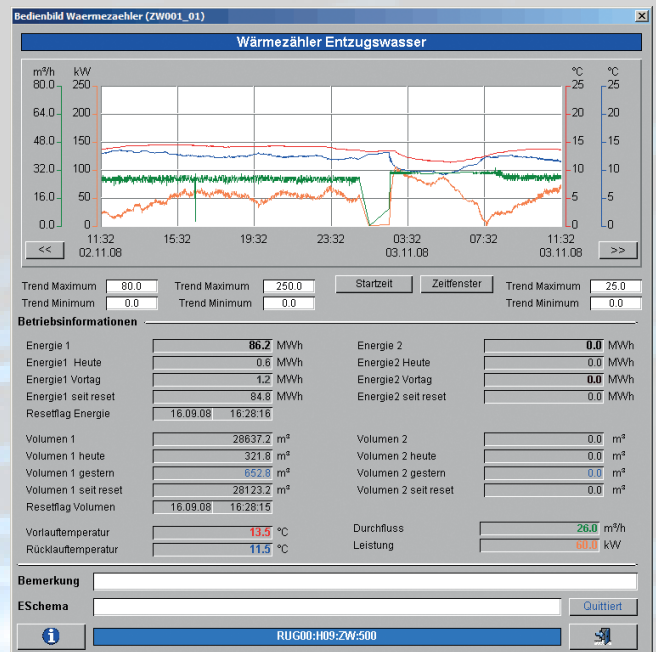 Bedienbild Waermezaehler (ZW001_01)
Wärmezähler Entzugswasser
m³/h kW °C °C
80.0 250 25 25
64.0 200 20 20
48.0 150 15 15
32.0 100 10 10
16.0 50 5 5
0.0 0 0 0
11:32 15:32 19:32 23:32 03:32 07:32 11:32
<< 02.11.08 03.11.08 03.11.08 >>
Trend Maximum 80.0 Trend Maximum 250.0 Startzeit Zeitfenster Trend Maximum 25.0
Trend Minimum 0.0 Trend Minimum 0.0 Trend Minimum 0.0
Betriebsinformationen
Energie 1 86.2 MWh Energie 2 0.0 MWh
Energie1 Heute 0.6 MWh Energie2 Heute 0.0 MWh
Energie1 Vortag 1.2 MWh Energie2 Vortag 0.0 MWh
Energie1 seit reset 84.8 MWh Energie2 seit reset 0.0 MWh
Resetflag Energie 16.09.08 16:28:16
Volumen 1 28637.2 m³ Volumen 2 0.0 m³
Volumen 1 heute 321.8 m³ Volumen 2 heute 0.0 m³
Volumen 1 gestern 652.8 m³ Volumen 2 gestern 0.0 m³
Volumen 1 seit reset 28123.2 m³ Volumen 2 seit reset 0.0 m³
Resetflag Volumen 16.09.08 16:28:15
Vorlauftemperatur 13.5 °C Durchfluss 26.0 m³/h
Rücklauftemperatur 11.5 °C Leistung 60.0 kW
Bemerkung
ESchema Quittiert
RUG00:H09:ZW:500